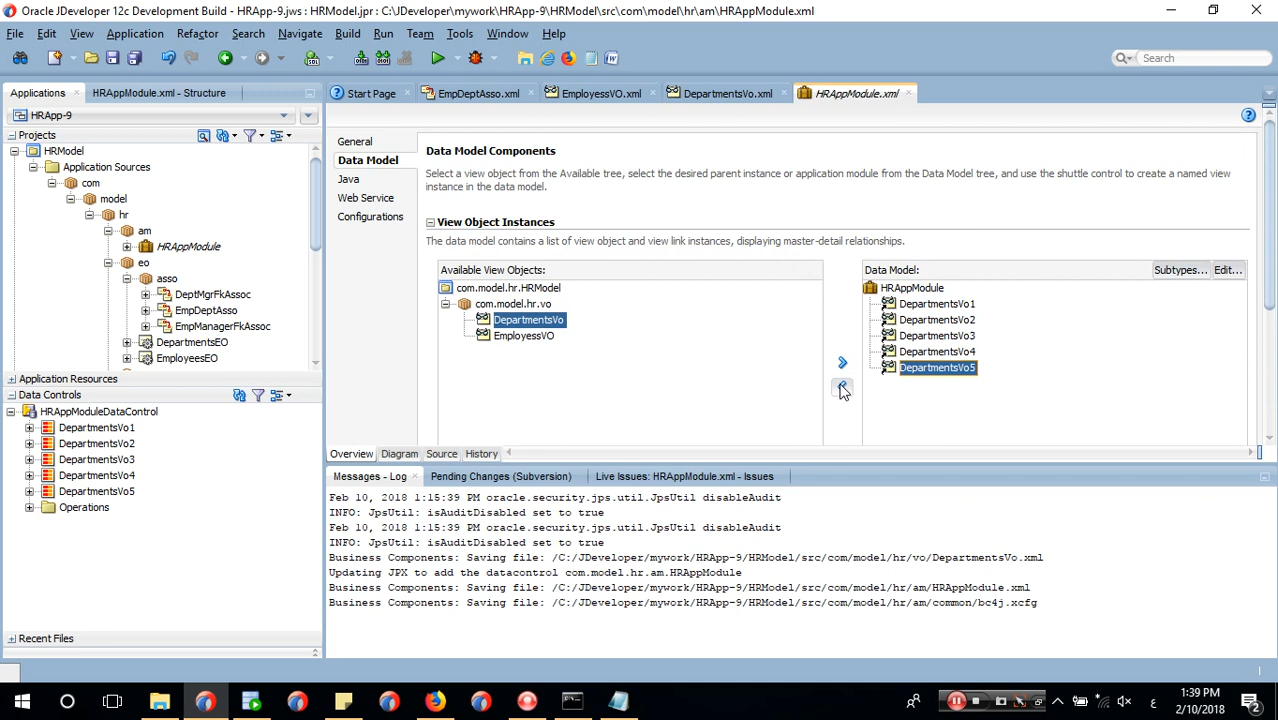 Oracle JDeveloper 12c Development Build - HRApp-9.jws : HRModel.jpr : C:\JDeveloper\mywork\HRApp-9\HRModel\src\com\model\hr\am\HRAppModule.xml
File Edit View Application Refactor Search Navigate Build Run Team Tools Window Help
Search
Applications HRAppModule.xml - Structure
Start Page EmpDeptAsso.xml EmployessVO.xml DepartmentsVo.xml HRAppModule.xml
HRApp-9
Projects
HRModel
Application Sources
com
model
hr
am
HRAppModule
eo
asso
DeptMgrFkAssoc
EmpDeptAsso
EmpManagerFkAssoc
DepartmentsEO
EmployeesEO
Application Resources
Data Controls
HRAppModuleDataControl
DepartmentsVo1
DepartmentsVo2
DepartmentsVo3
DepartmentsVo4
DepartmentsVo5
Operations
Recent Files
General
Data Model
Java
Web Service
Configurations
Data Model Components
Select a view object from the Available tree, select the desired parent instance or application module from the Data Model tree, and use the shuttle control to create a named view
instance in the data model.
View Object Instances
The data model contains a list of view object and view link instances, displaying master-detail relationships.
Available View Objects:
com.model.hr.HRModel
com.model.hr.vo
DepartmentsVo
EmployessVO
Data Model: Subtypes... Edit...
HRAppModule
DepartmentsVo1
DepartmentsVo2
DepartmentsVo3
DepartmentsVo4
DepartmentsVo5
Overview Diagram Source History
Messages - Log Pending Changes (Subversion) Live Issues: HRAppModule.xml - Issues
Feb 10, 2018 1:15:39 PM oracle.security.jps.util.JpsUtil disableAudit
INFO: JpsUtil: isAuditDisabled set to true
Feb 10, 2018 1:15:39 PM oracle.security.jps.util.JpsUtil disableAudit
INFO: JpsUtil: isAuditDisabled set to true
Business Components: Saving file: /C:/JDeveloper/mywork/HRApp-9/HRModel/src/com/model/hr/vo/DepartmentsVo.xml
Updating JPX to add the datacontrol com.model.hr.am.HRAppModule
Business Components: Saving file: /C:/JDeveloper/mywork/HRApp-9/HRModel/src/com/model/hr/am/HRAppModule.xml
Business Components: Saving file: /C:/JDeveloper/mywork/HRApp-9/HRModel/src/com/model/hr/am/common/bc4j.xcfg
ع
1:39 PM
2/10/2018
2